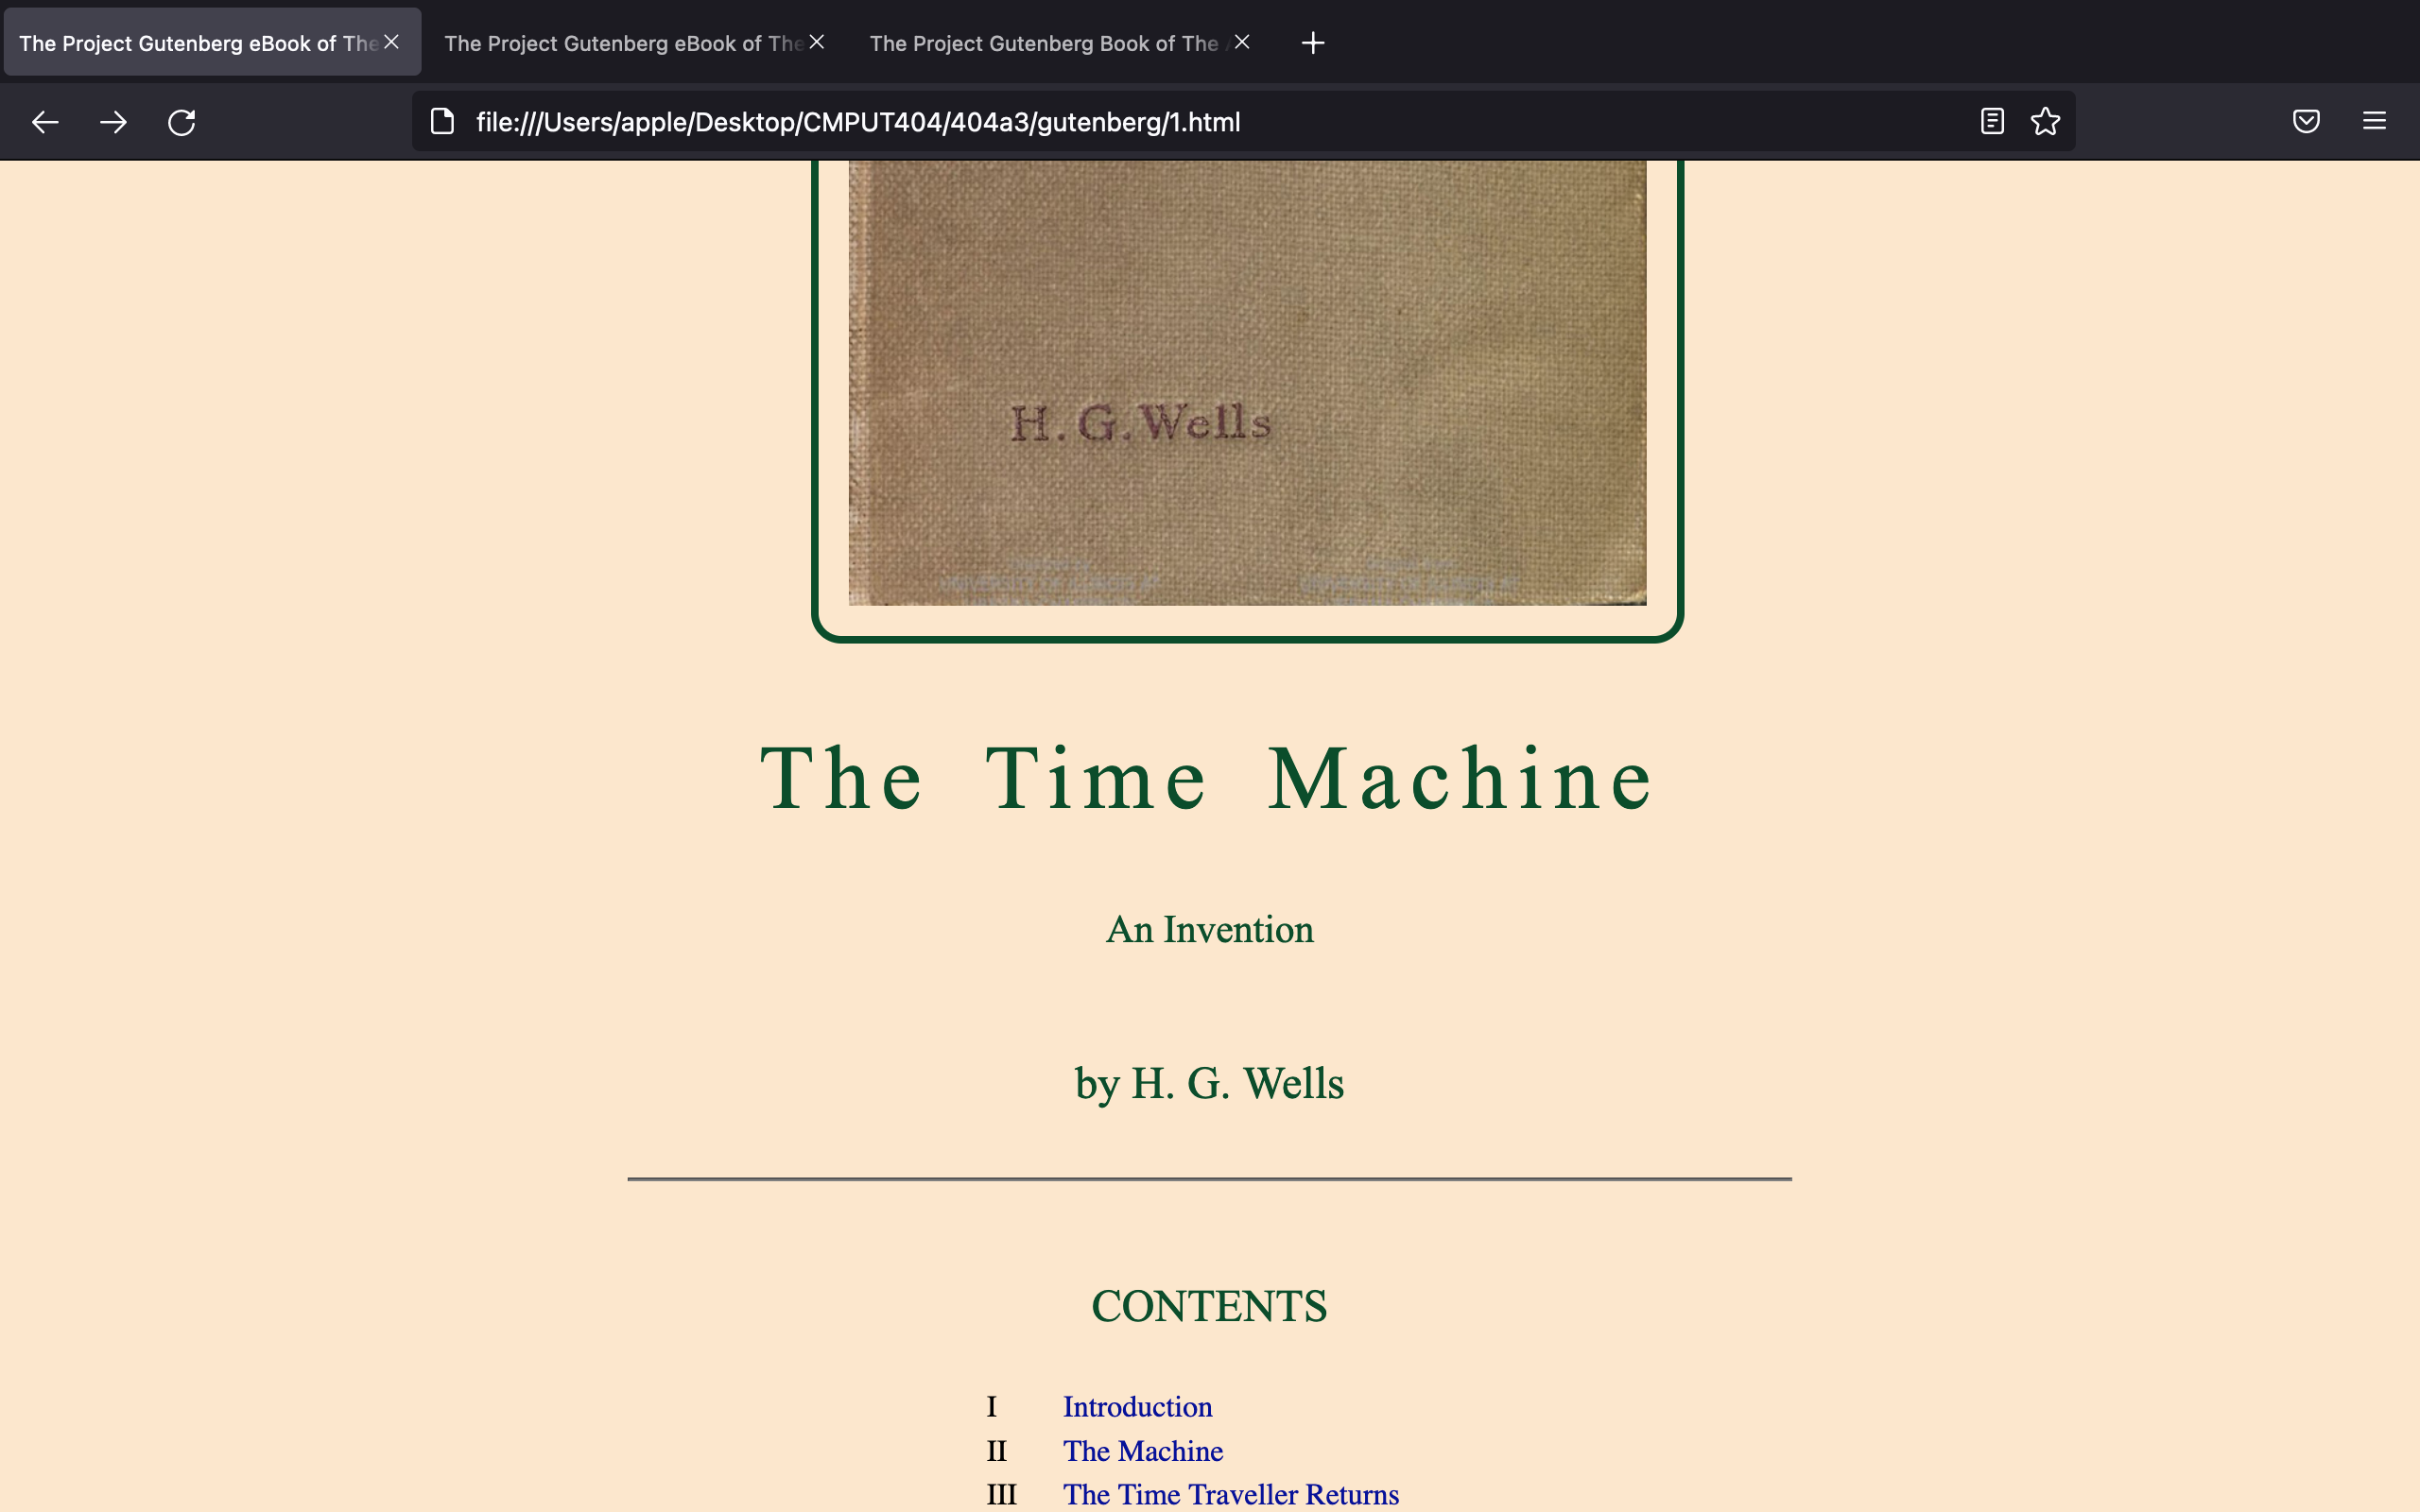 The Project Gutenberg eBook of The
The Project Gutenberg eBook of The
The Project Gutenberg Book of The
file:///Users/apple/Desktop/CMPUT404/404a3/gutenberg/1.html
H. G. Wells
The Time Machine
An Invention
by H. G. Wells
CONTENTS
I Introduction
II The Machine
III The Time Traveller Returns